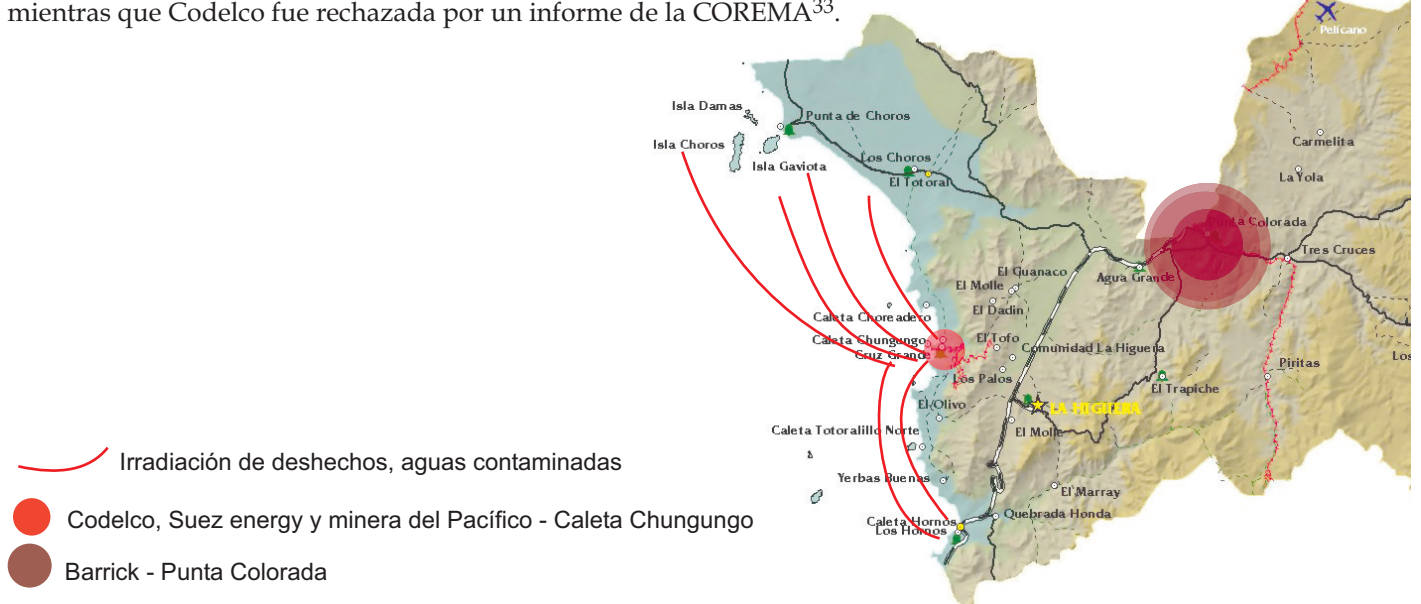 mientras que Codelco fue rechazada por un informe de la COREMA33.
Pelicano
Isla Damas
Punta de Choros
Isla Choros
Isla Gaviota
Los Choros
El Totoral
Carmelita
La Yola
Punta Colorada
Tres Cruces
Agua Grande
El Guanaco
El Molle
El Dadin
Caleta Choreadero
Caleta Chungungo
Cruz Grande
El Tofo
Comunidad La Higuera
Los Palos
Piritas
Los
El Trapiche
El Olivo
LA HIGUERA
Caleta Totoralillo Norte
El Molle
Yerbas Buenas
El Marray
Caleta Hornos
Quebrada Honda
Los Hornos
Irradiación de deshechos, aguas contaminadas
Codelco, Suez energy y minera del Pacífico - Caleta Chungungo
Barrick - Punta Colorada